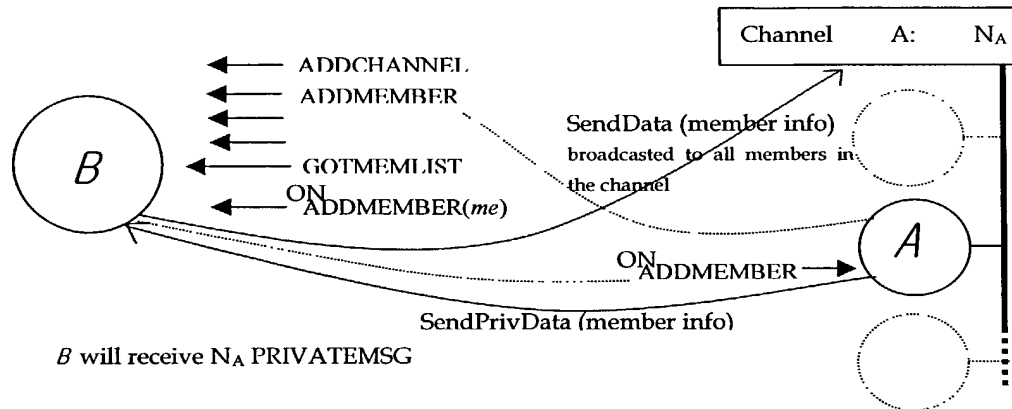 Channel A: NA
ADDCHANNEL
ADDMEMBER
SendData (member info)
broadcasted to all members in
the channel
B
GOTMEMLIST
ON
ADDMEMBER(me)
A
ON
ADDMEMBER
SendPrivData (member info)
B will receive NA PRIVATEMSG